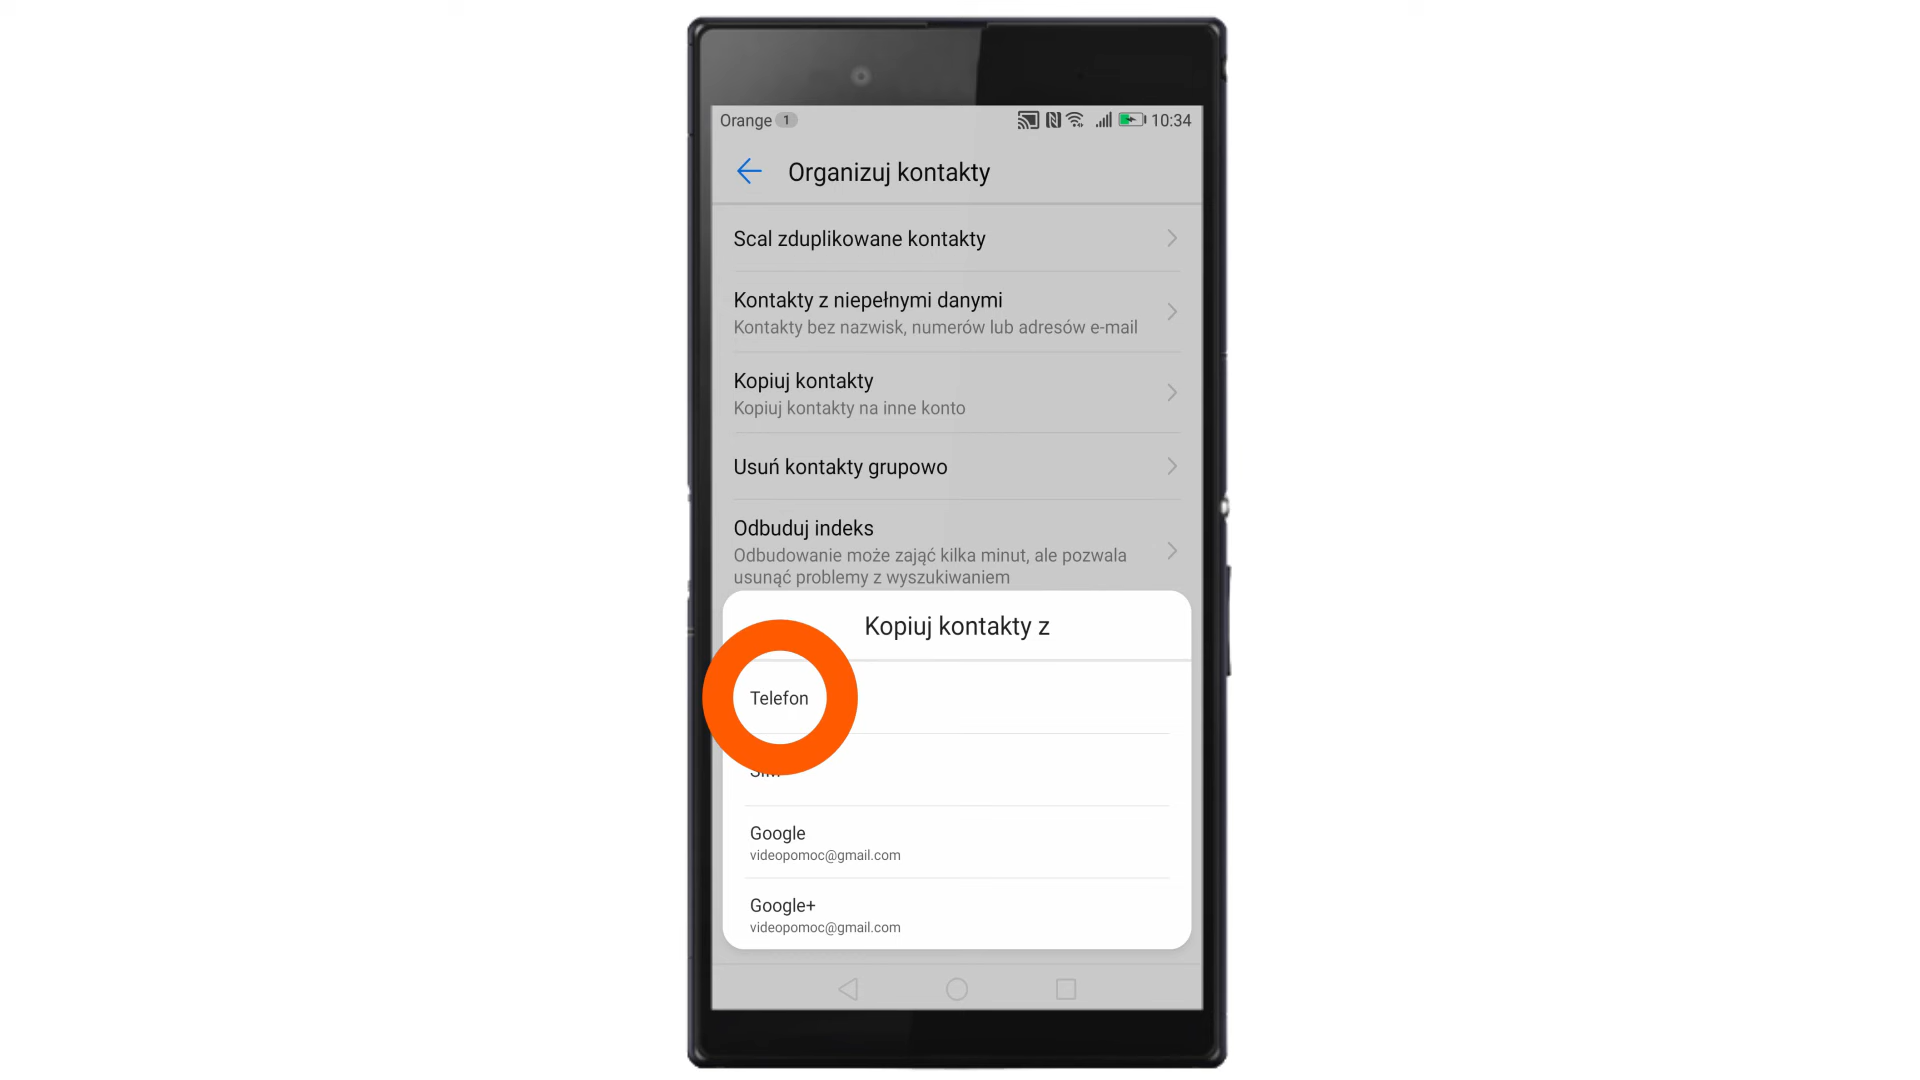 Orange 1 10:34
Organizuj kontakty
Scal zduplikowane kontakty
Kontakty z niepełnymi danymi
Kontakty bez nazwisk, numerów lub adresów e-mail
Kopiuj kontakty
Kopiuj kontakty na inne konto
Usuń kontakty grupowo
Odbuduj indeks
Odbudowanie może zająć kilka minut, ale pozwala
usunąć problemy z wyszukiwaniem
Kopiuj kontakty z
Telefon
SIM
Google
videopomoc@gmail.com
Google+
videopomoc@gmail.com